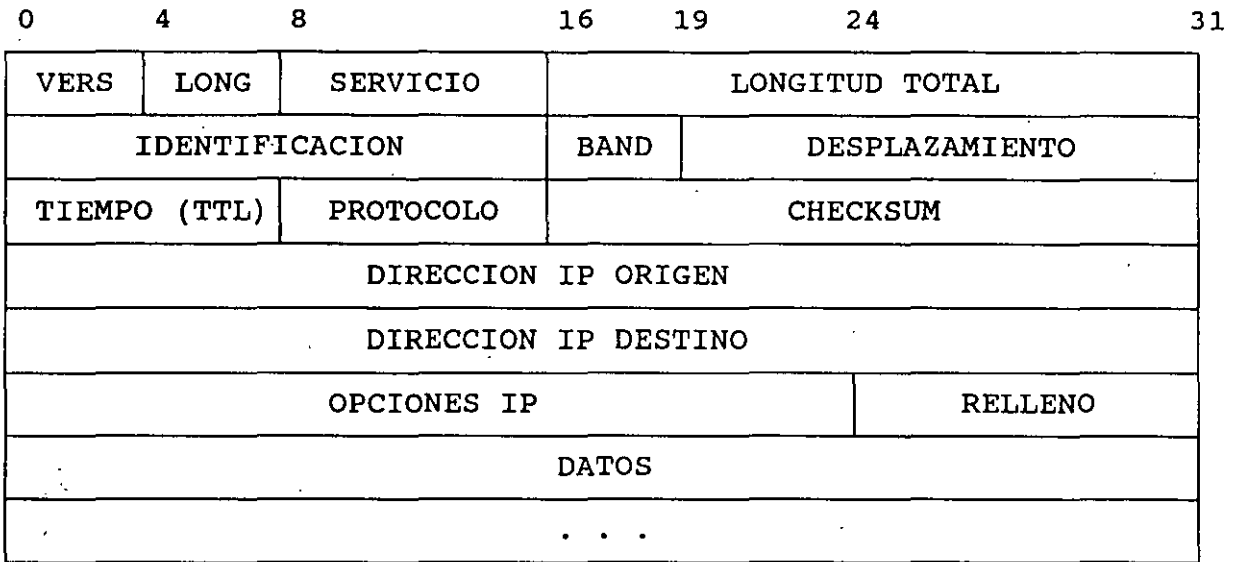 0 4 8 16 19 24 31
VERS LONG SERVICIO LONGITUD TOTAL
IDENTIFICACION BAND DESPLAZAMIENTO
TIEMPO (TTL) PROTOCOLO CHECKSUM
DIRECCION IP ORIGEN
DIRECCION IP DESTINO
OPCIONES IP RELLENO
DATOS
. . .